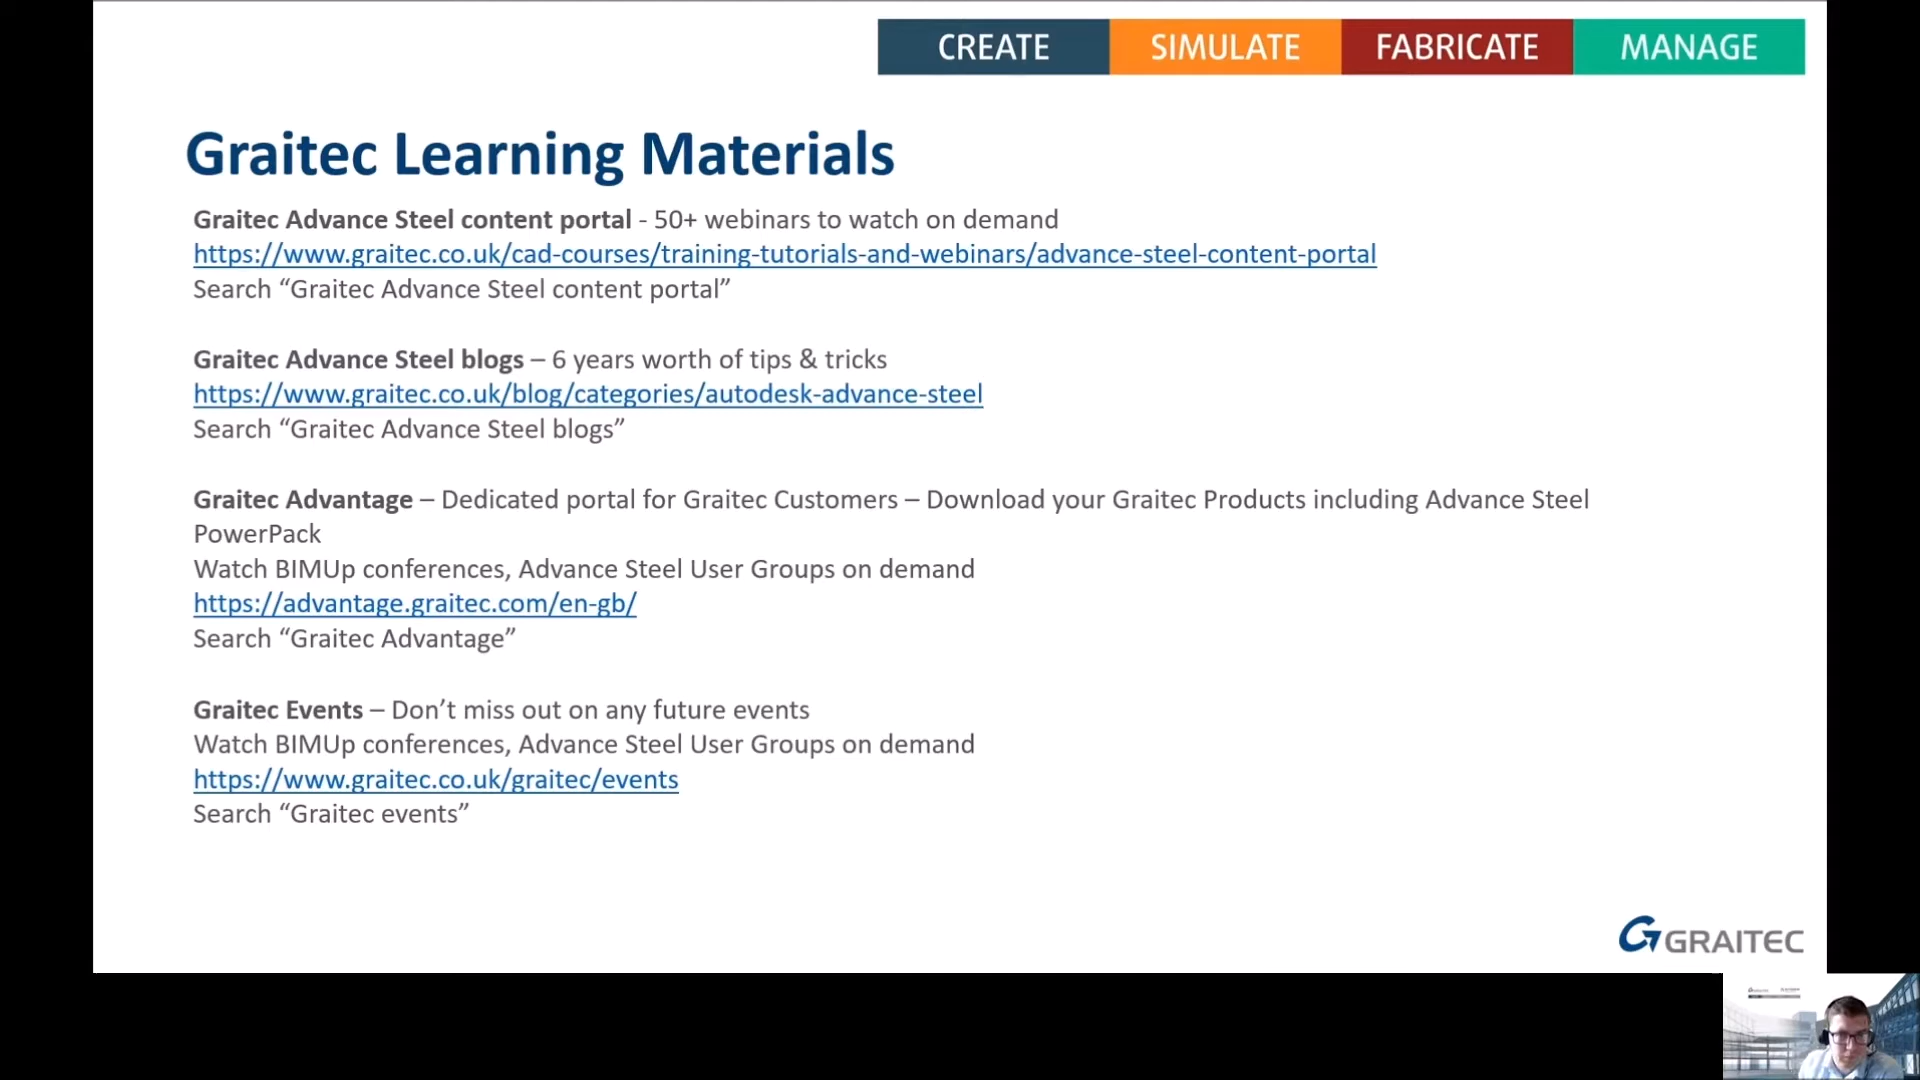 CREATE SIMULATE FABRICATE MANAGE
Graitec Learning Materials
Graitec Advance Steel content portal - 50+ webinars to watch on demand
https://www.graitec.co.uk/cad-courses/training-tutorials-and-webinars/advance-steel-content-portal
Search “Graitec Advance Steel content portal”
Graitec Advance Steel blogs – 6 years worth of tips & tricks
https://www.graitec.co.uk/blog/categories/autodesk-advance-steel
Search “Graitec Advance Steel blogs”
Graitec Advantage – Dedicated portal for Graitec Customers – Download your Graitec Products including Advance Steel
PowerPack
Watch BIMUp conferences, Advance Steel User Groups on demand
https://advantage.graitec.com/en-gb/
Search “Graitec Advantage”
Graitec Events – Don’t miss out on any future events
Watch BIMUp conferences, Advance Steel User Groups on demand
https://www.graitec.co.uk/graitec/events
Search “Graitec events”
GRAITEC